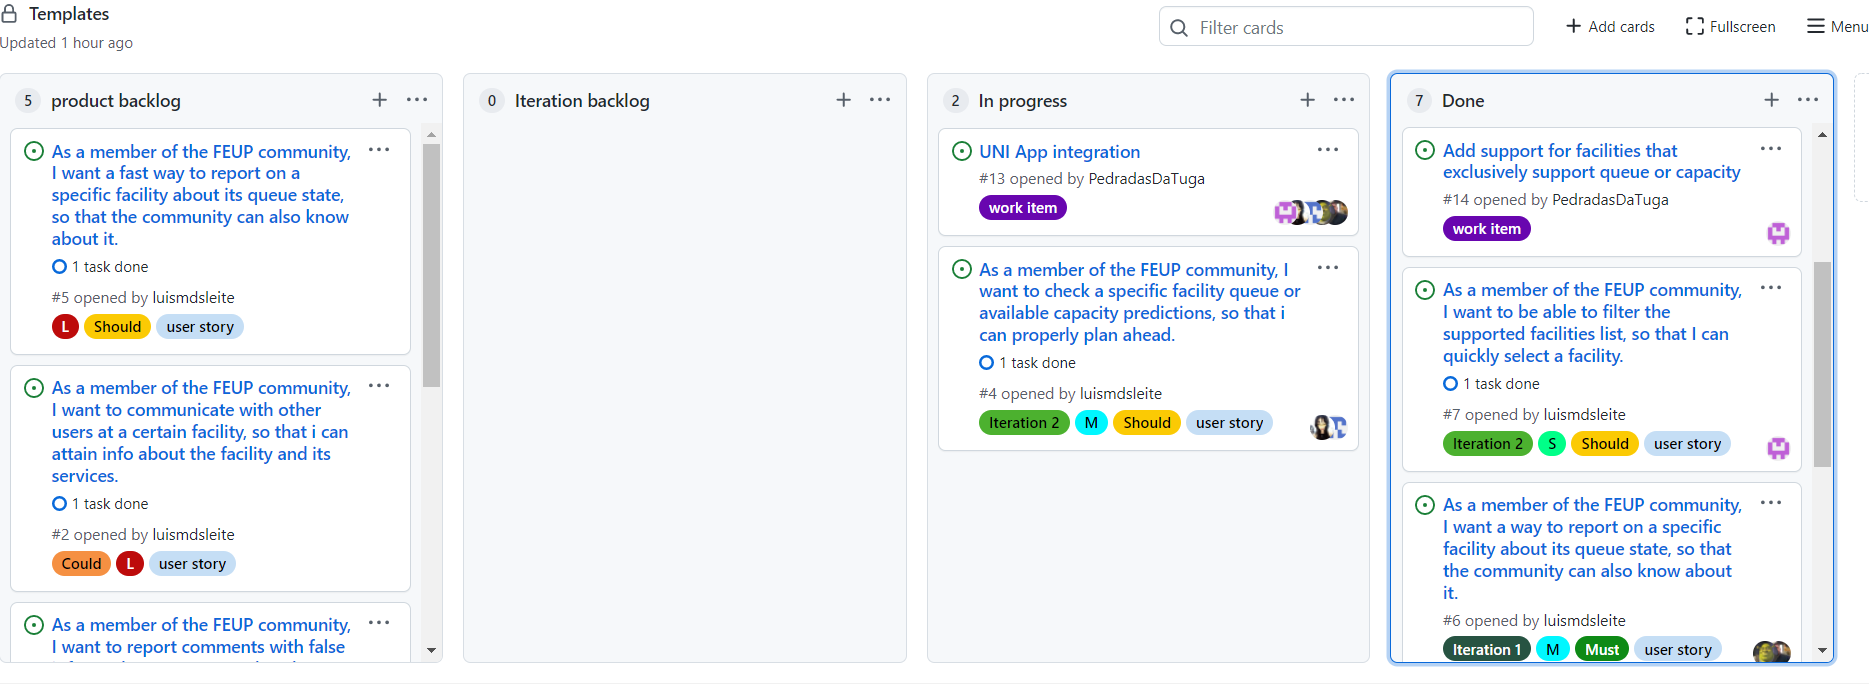 Templates
Updated 1 hour ago
Filter cards
Add cards
Fullscreen
Menu
5 product backlog
As a member of the FEUP community,
I want a fast way to report on a
specific facility about its queue state,
so that the community can also know
about it.
1 task done
#5 opened by luismdsleite
L Should user story
As a member of the FEUP community,
I want to communicate with other
users at a certain facility, so that i can
attain info about the facility and its
services.
1 task done
#2 opened by luismdsleite
Could L user story
As a member of the FEUP community,
I want to report comments with false
0 Iteration backlog
2 In progress
UNI App integration
#13 opened by PedradasDaTuga
work item
As a member of the FEUP community, I
want to check a specific facility queue or
available capacity predictions, so that i
can properly plan ahead.
1 task done
#4 opened by luismdsleite
Iteration 2 M Should user story
7 Done
Add support for facilities that
exclusively support queue or capacity
#14 opened by PedradasDaTuga
work item
As a member of the FEUP community,
I want to be able to filter the
supported facilities list, so that I can
quickly select a facility.
1 task done
#7 opened by luismdsleite
Iteration 2 S Should user story
As a member of the FEUP community,
I want a way to report on a specific
facility about its queue state, so that
the community can also know about
it.
#6 opened by luismdsleite
Iteration 1 M Must user story